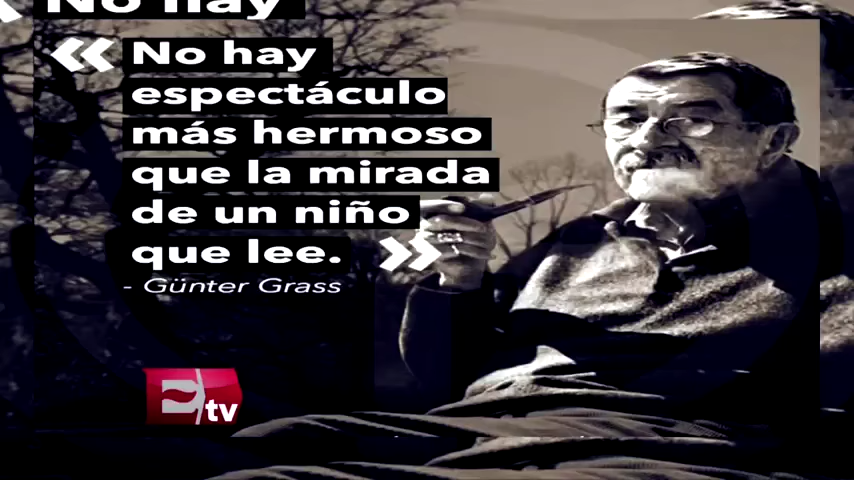 No hay
« No hay
espectáculo
más hermoso
que la mirada
de un niño
que lee. »
- Günter Grass
tv